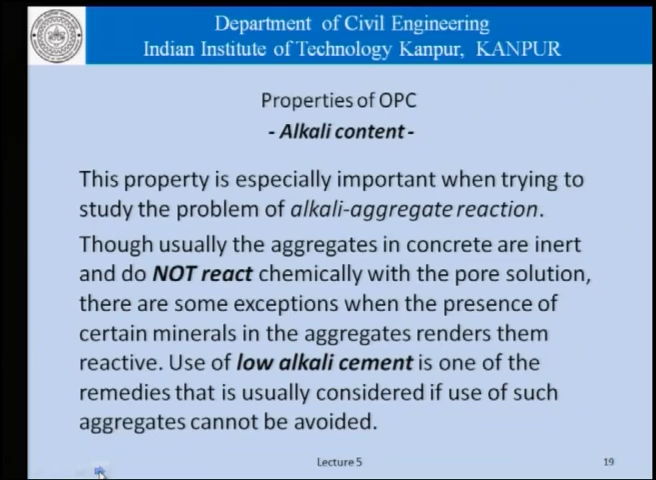 Department of Civil Engineering
Indian Institute of Technology Kanpur, KANPUR
Properties of OPC
- Alkali content -
This property is especially important when trying to
study the problem of alkali-aggregate reaction.
Though usually the aggregates in concrete are inert
and do NOT react chemically with the pore solution,
there are some exceptions when the presence of
certain minerals in the aggregates renders them
reactive. Use of low alkali cement is one of the
remedies that is usually considered if use of such
aggregates cannot be avoided.
Lecture 5
19